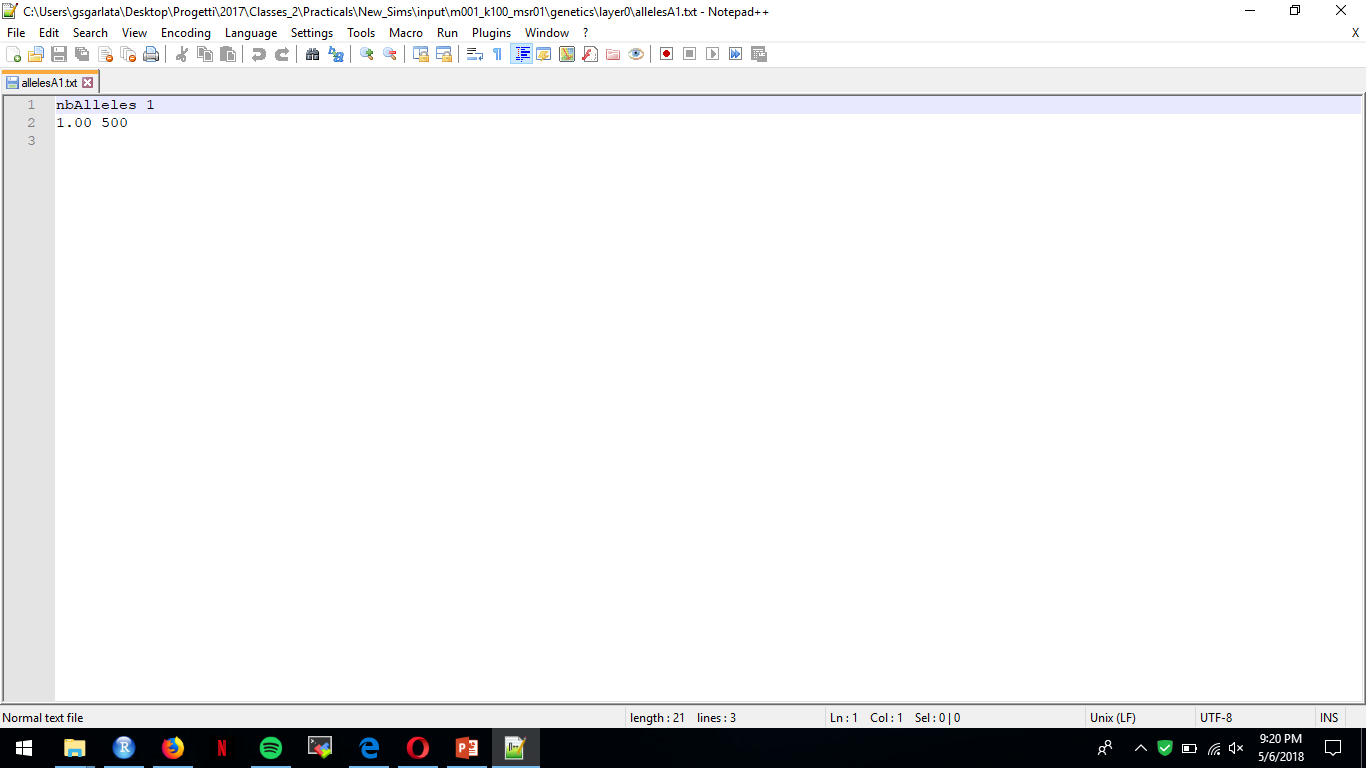 C:\Users\gsgarlata\Desktop\Progetti\2017\Classes_2\Practicals\New_Sims\input\m001_k100_msr01\genetics\layer0\allelesA1.txt - Notepad++
File Edit Search View Encoding Language Settings Tools Macro Run Plugins Window ? X
allelesA1.txt
1 nbAlleles 1
2 1.00 500
3
Normal text file length : 21 lines : 3 Ln : 1 Col : 1 Sel : 0 | 0 Unix (LF) UTF-8 INS
9:20 PM
5/6/2018